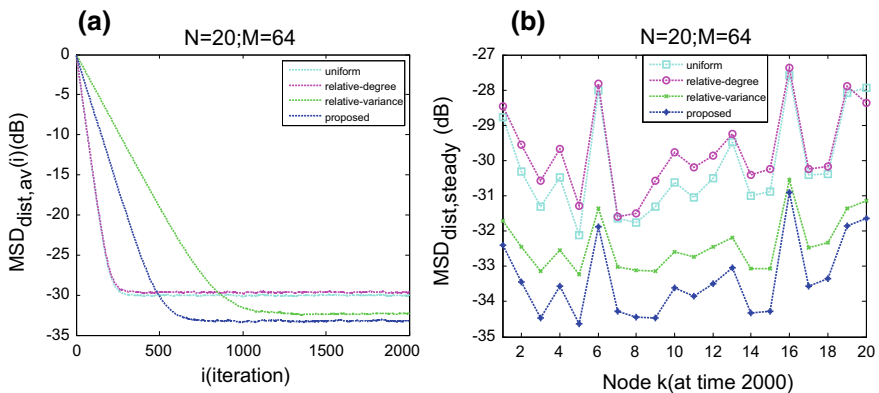 (a)
N=20;M=64
MSD_dist,av (i)(dB)
0
-5
-10
-15
-20
-25
-30
-35
uniform
relative-degree
relative-variance
proposed
0
500
1000
1500
2000
i(iteration)
(b)
N=20;M=64
MSD_dist,steady (dB)
-27
-28
-29
-30
-31
-32
-33
-34
-35
uniform
relative-degree
relative-variance
proposed
2
4
6
8
10
12
14
16
18
20
Node k(at time 2000)